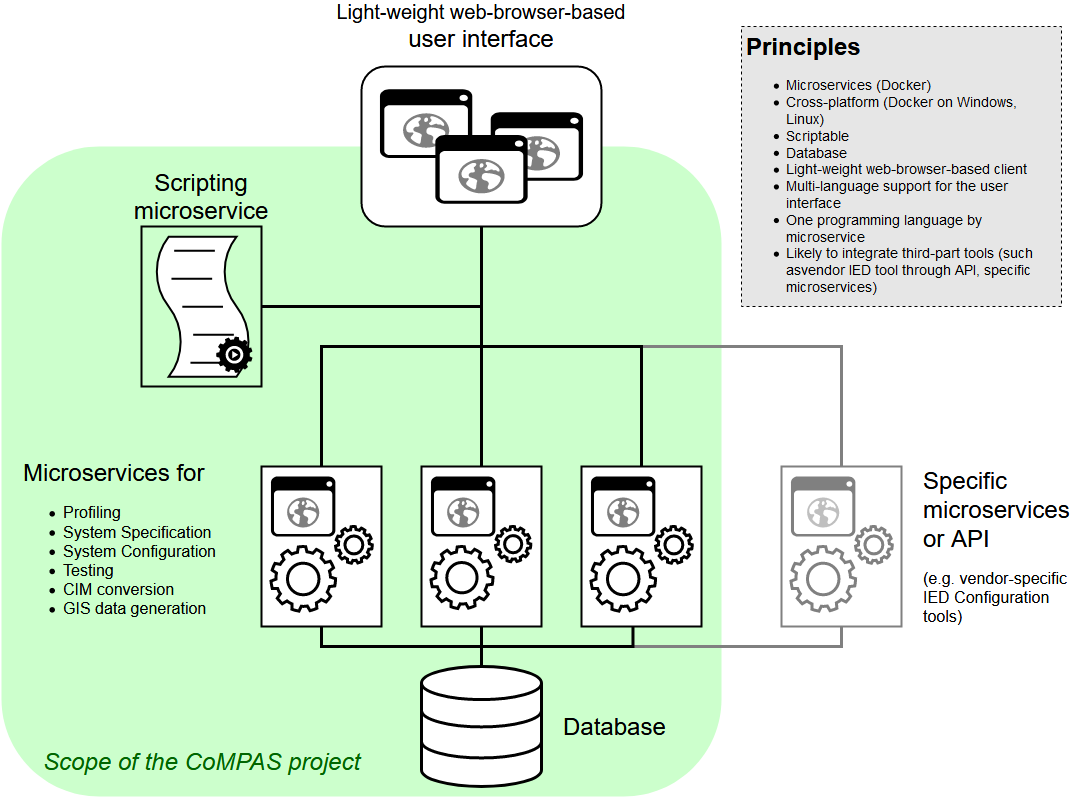 Light-weight web-browser-based
user interface
Principles
• Microservices (Docker)
• Cross-platform (Docker on Windows,
Linux)
• Scriptable
• Database
• Light-weight web-browser-based client
• Multi-language support for the user
interface
• One programming language by
microservice
• Likely to integrate third-part tools (such
asvendor IED tool through API, specific
microservices)
Scripting
microservice
Microservices for
• Profiling
• System Specification
• System Configuration
• Testing
• CIM conversion
• GIS data generation
Specific
microservices
or API
(e.g. vendor-specific
IED Configuration
tools)
Database
Scope of the CoMPAS project